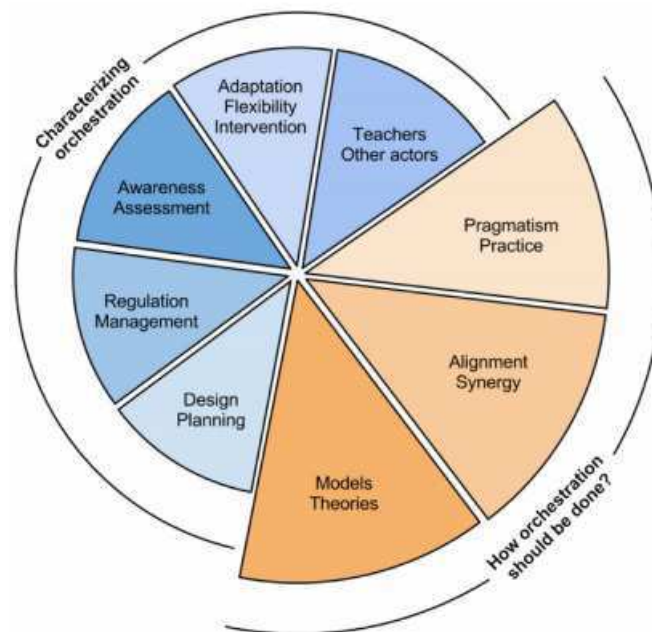 Characterizing
orchestration
Adaptation
Flexibility
Intervention
Teachers
Other actors
Awareness
Assessment
Pragmatism
Practice
Regulation
Management
Alignment
Synergy
Design
Planning
Models
Theories
How orchestration
should be done?